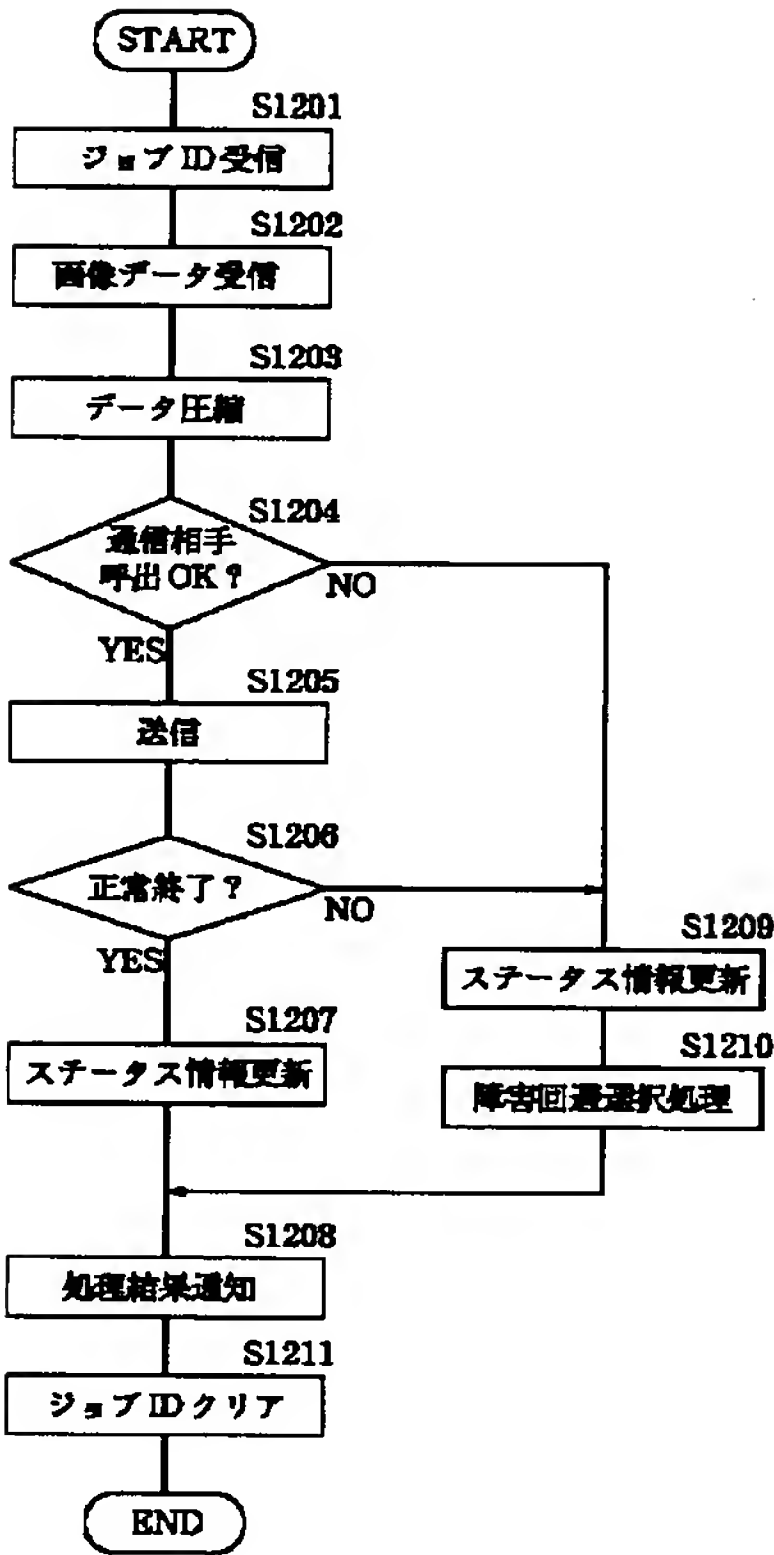 START
S1201
ジョブID受信
S1202
画像データ受信
S1203
データ圧縮
S1204
通信相手
呼出OK?
NO
YES
S1205
送信
S1206
正常終了?
NO
YES
S1209
ステータス情報更新
S1207
ステータス情報更新
S1210
障害回避選択処理
S1208
処理結果通知
S1211
ジョブIDクリア
END